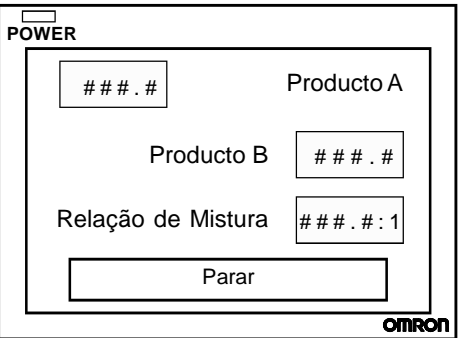 POWER
###.# Producto A
Producto B ###.#
Relação de Mistura ###.#:1
Parar
omron